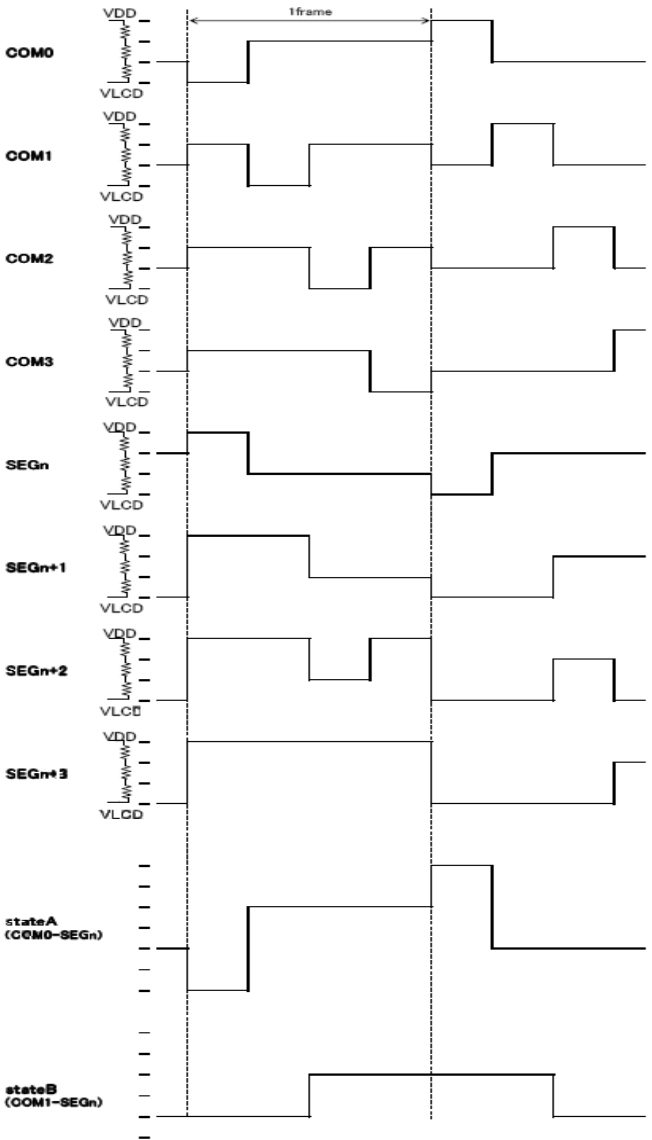 VDD
1frame
COM0
VLCD
VDD
COM1
VLCD
VDD
COM2
VLCD
VDD
COM3
VLCD
VDD
SEGn
VLCD
VDD
SEGn+1
VLCD
VDD
SEGn+2
VLCD
VDD
SEGn+3
VLCD
stateA
(COM0-SEGn)
stateB
(COM1-SEGn)